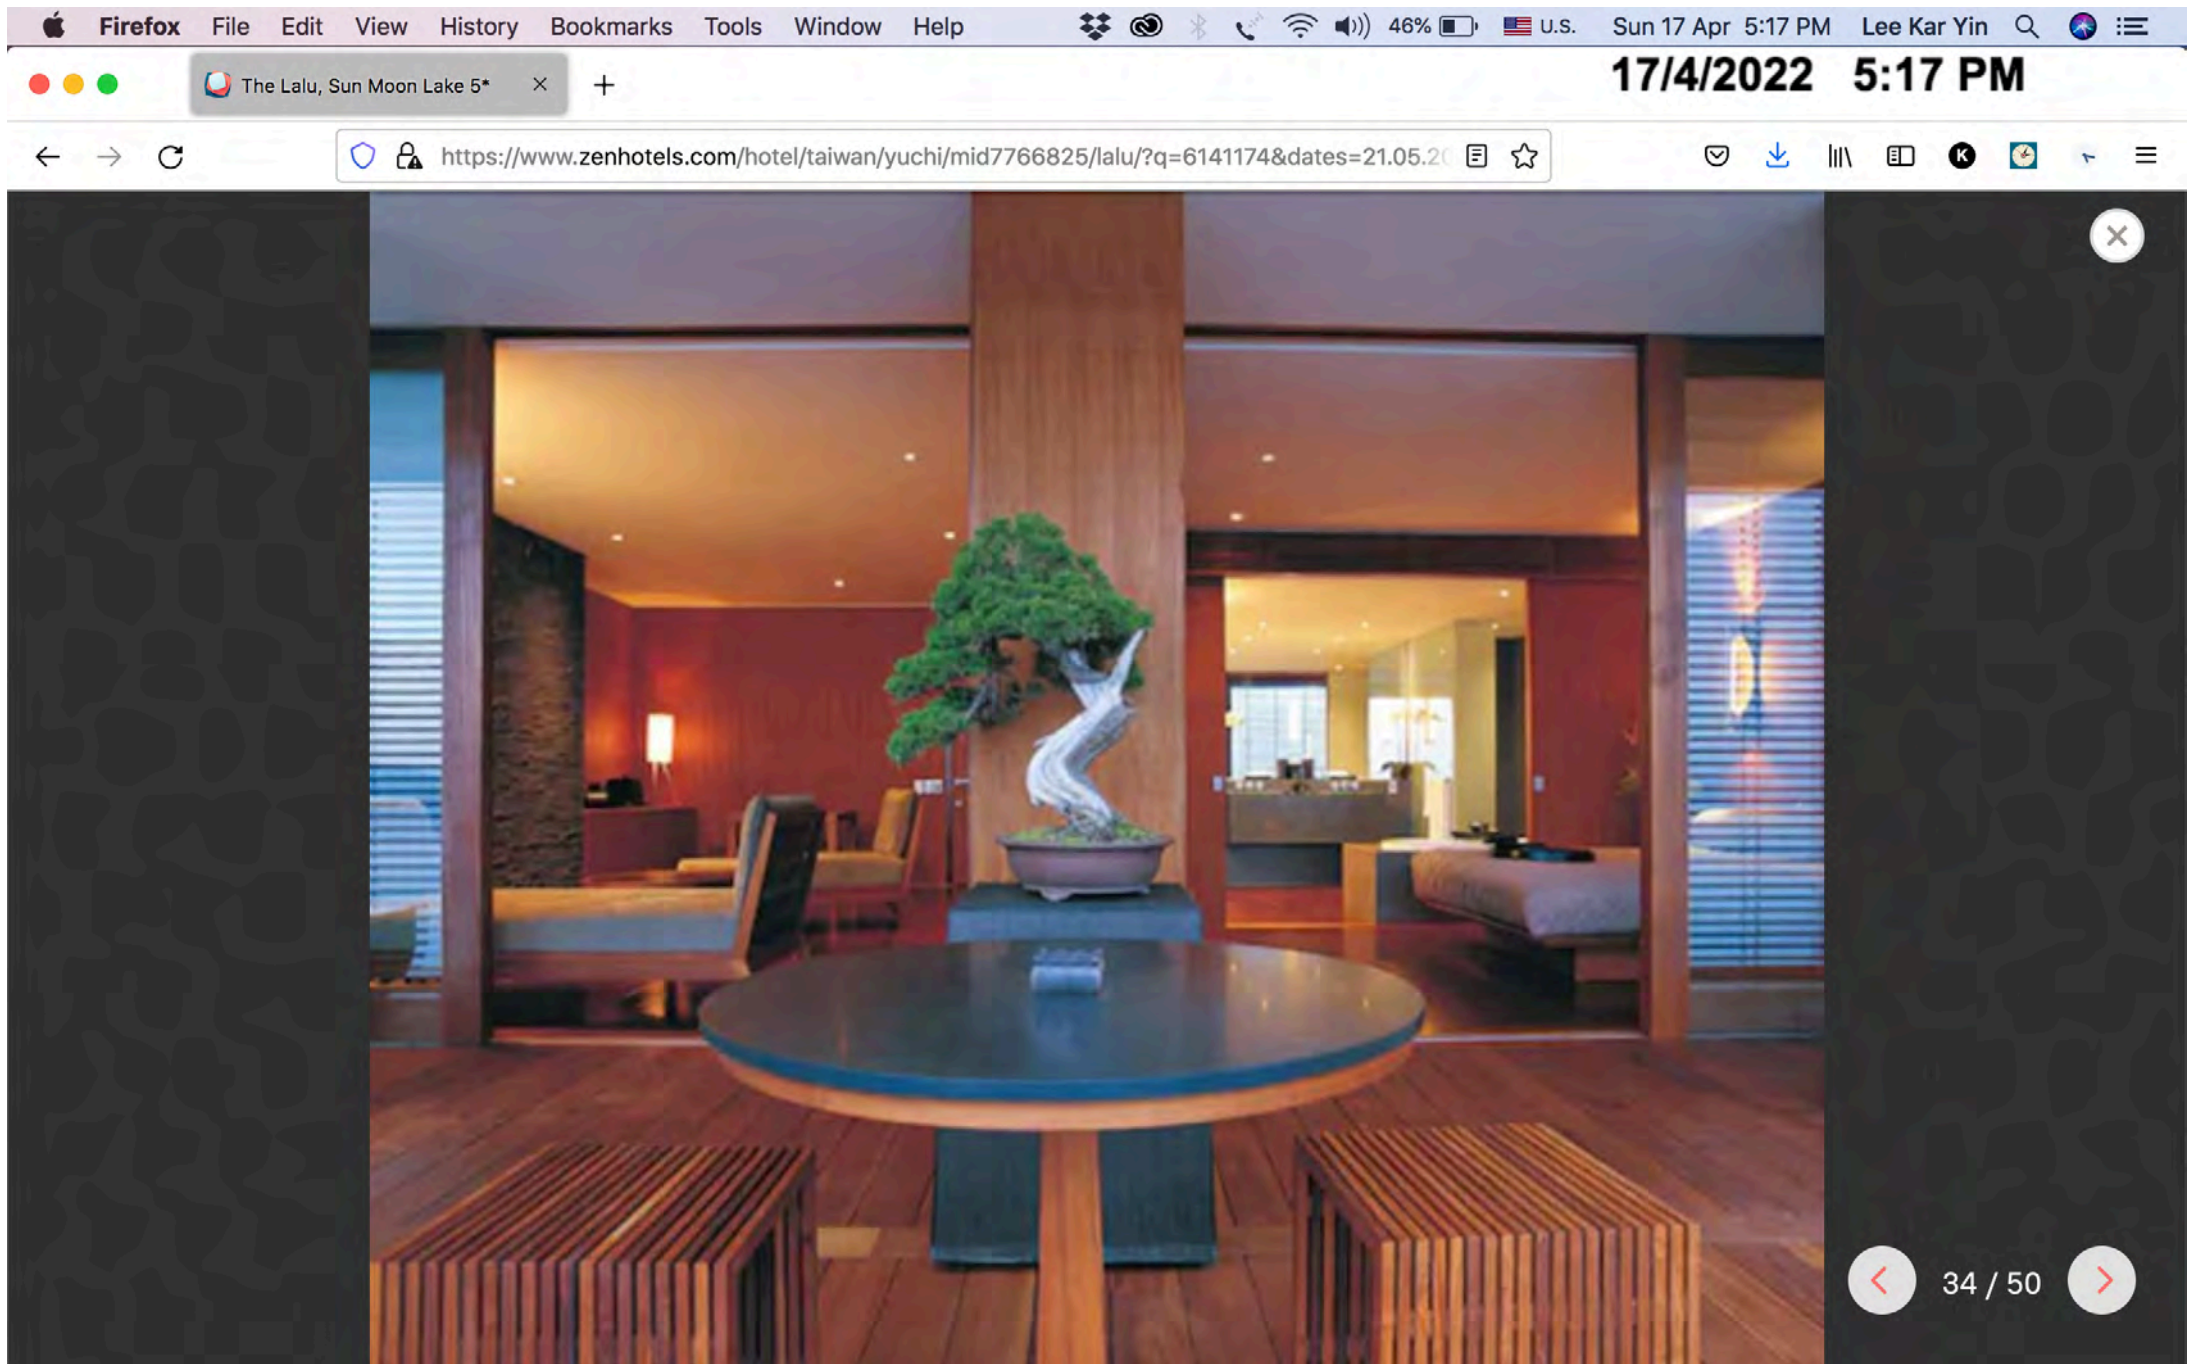 Firefox File Edit View History Bookmarks Tools Window Help 46% U.S. Sun 17 Apr 5:17 PM Lee Kar Yin
The Lalu, Sun Moon Lake 5*
17/4/2022 5:17 PM
https://www.zenhotels.com/hotel/taiwan/yuchi/mid7766825/lalu/?q=6141174&dates=21.05.20
K
34 / 50